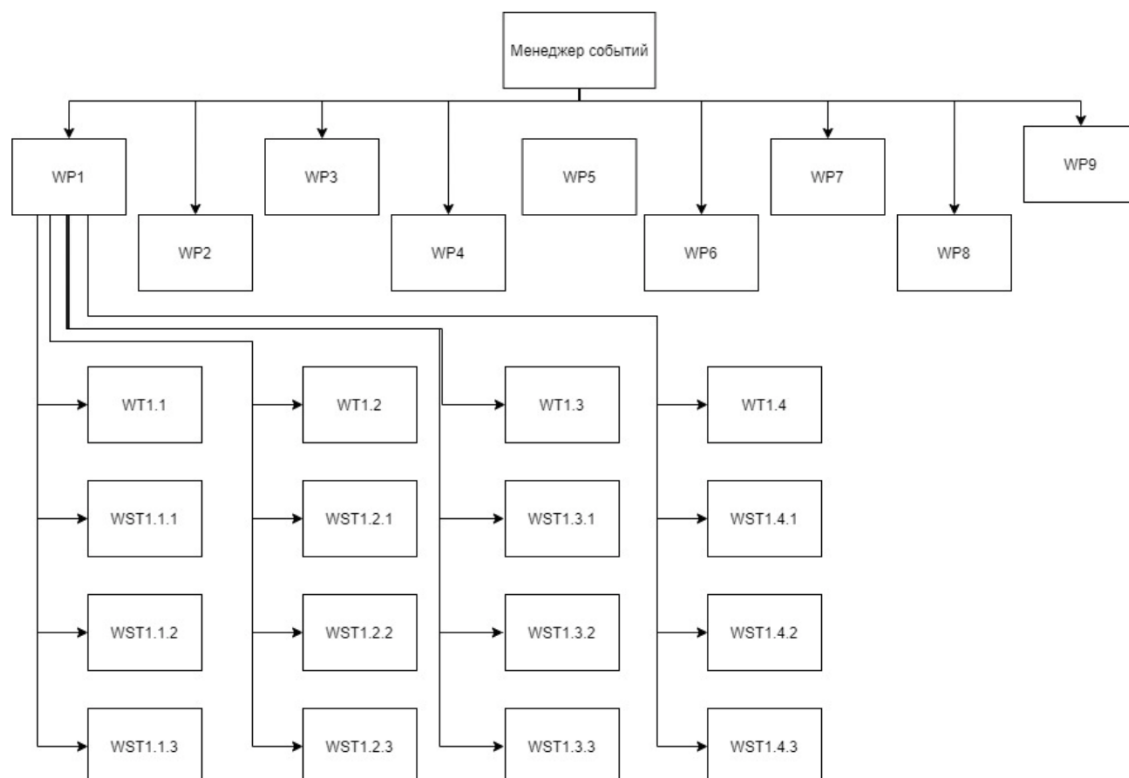 Менеджер событий
WP1
WP3
WP5
WP7
WP9
WP2
WP4
WP6
WP8
WT1.1
WT1.2
WT1.3
WT1.4
WST1.1.1
WST1.2.1
WST1.3.1
WST1.4.1
WST1.1.2
WST1.2.2
WST1.3.2
WST1.4.2
WST1.1.3
WST1.2.3
WST1.3.3
WST1.4.3